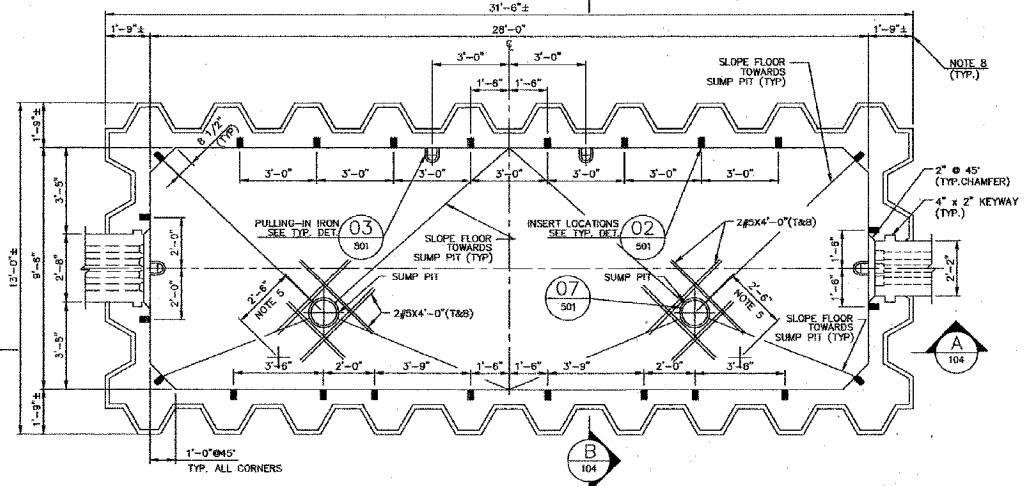 31'-6"±
1'-9"±
28'-0"
1'-9"±
℄
3'-0"
3'-0"
SLOPE FLOOR
TOWARDS
SUMP PIT (TYP)
NOTE 8
(TYP.)
1'-6"
1'-6"
1'-9"±
8 1/2"
(TYP)
3'-0"
3'-0"
3'-0"
3'-0"
3'-0"
3'-0"
3'-0"
2" @ 45°
(TYP.CHAMFER)
4" x 2" KEYWAY
(TYP.)
3'-5"
PULLING-IN IRON
SEE TYP. DET.
03
501
INSERT LOCATIONS
SEE TYP. DET.
02
501
2#5X4'-0"(T&B)
SLOPE FLOOR
TOWARDS
SUMP PIT (TYP)
13'-0"±
9'-6"
2'-8"
2'-0"
2'-0"
1'-6"
1'-6"
2'-2"
SUMP PIT
SUMP PIT
07
501
2'-6"
NOTE 5
2'-6"
NOTE 5
2#5X4'-0"(T&B)
SLOPE FLOOR
TOWARDS
SUMP PIT (TYP)
A
104
3'-5"
3'-6"
2'-0"
3'-9"
1'-6"
1'-6"
3'-9"
2'-0"
1'-9"±
1'-0"@45°
TYP. ALL CORNERS
B
104